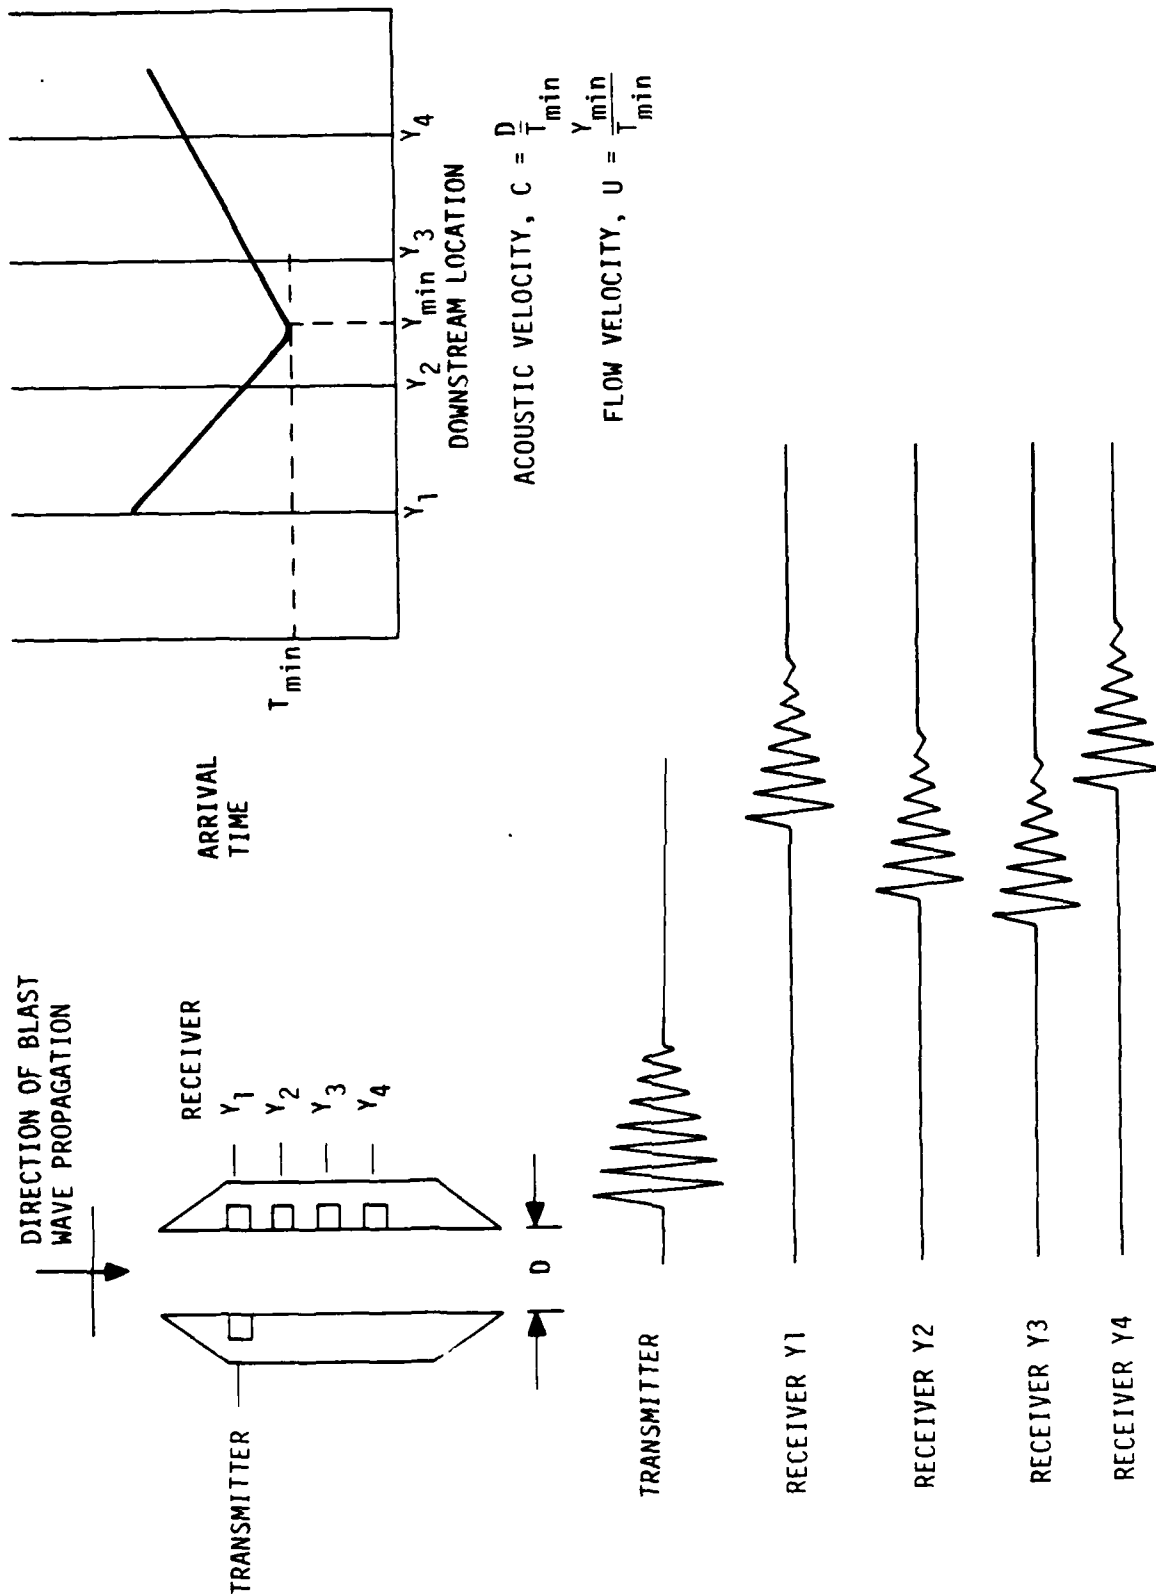 DIRECTION OF BLAST
WAVE PROPAGATION
TRANSMITTER
RECEIVER
Y1
Y2
Y3
Y4
D
ARRIVAL
TIME
Tmin
Y1
Y2
Ymin
Y3
Y4
DOWNSTREAM LOCATION
ACOUSTIC VELOCITY, C = D/Tmin
FLOW VELOCITY, U = Ymin/Tmin
TRANSMITTER
RECEIVER Y1
RECEIVER Y2
RECEIVER Y3
RECEIVER Y4